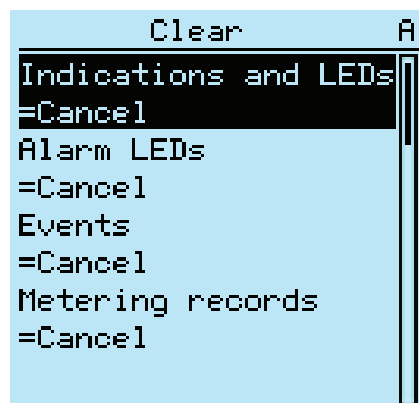 Clear A
Indications and LEDs
=Cancel
Alarm LEDs
=Cancel
Events
=Cancel
Metering records
=Cancel